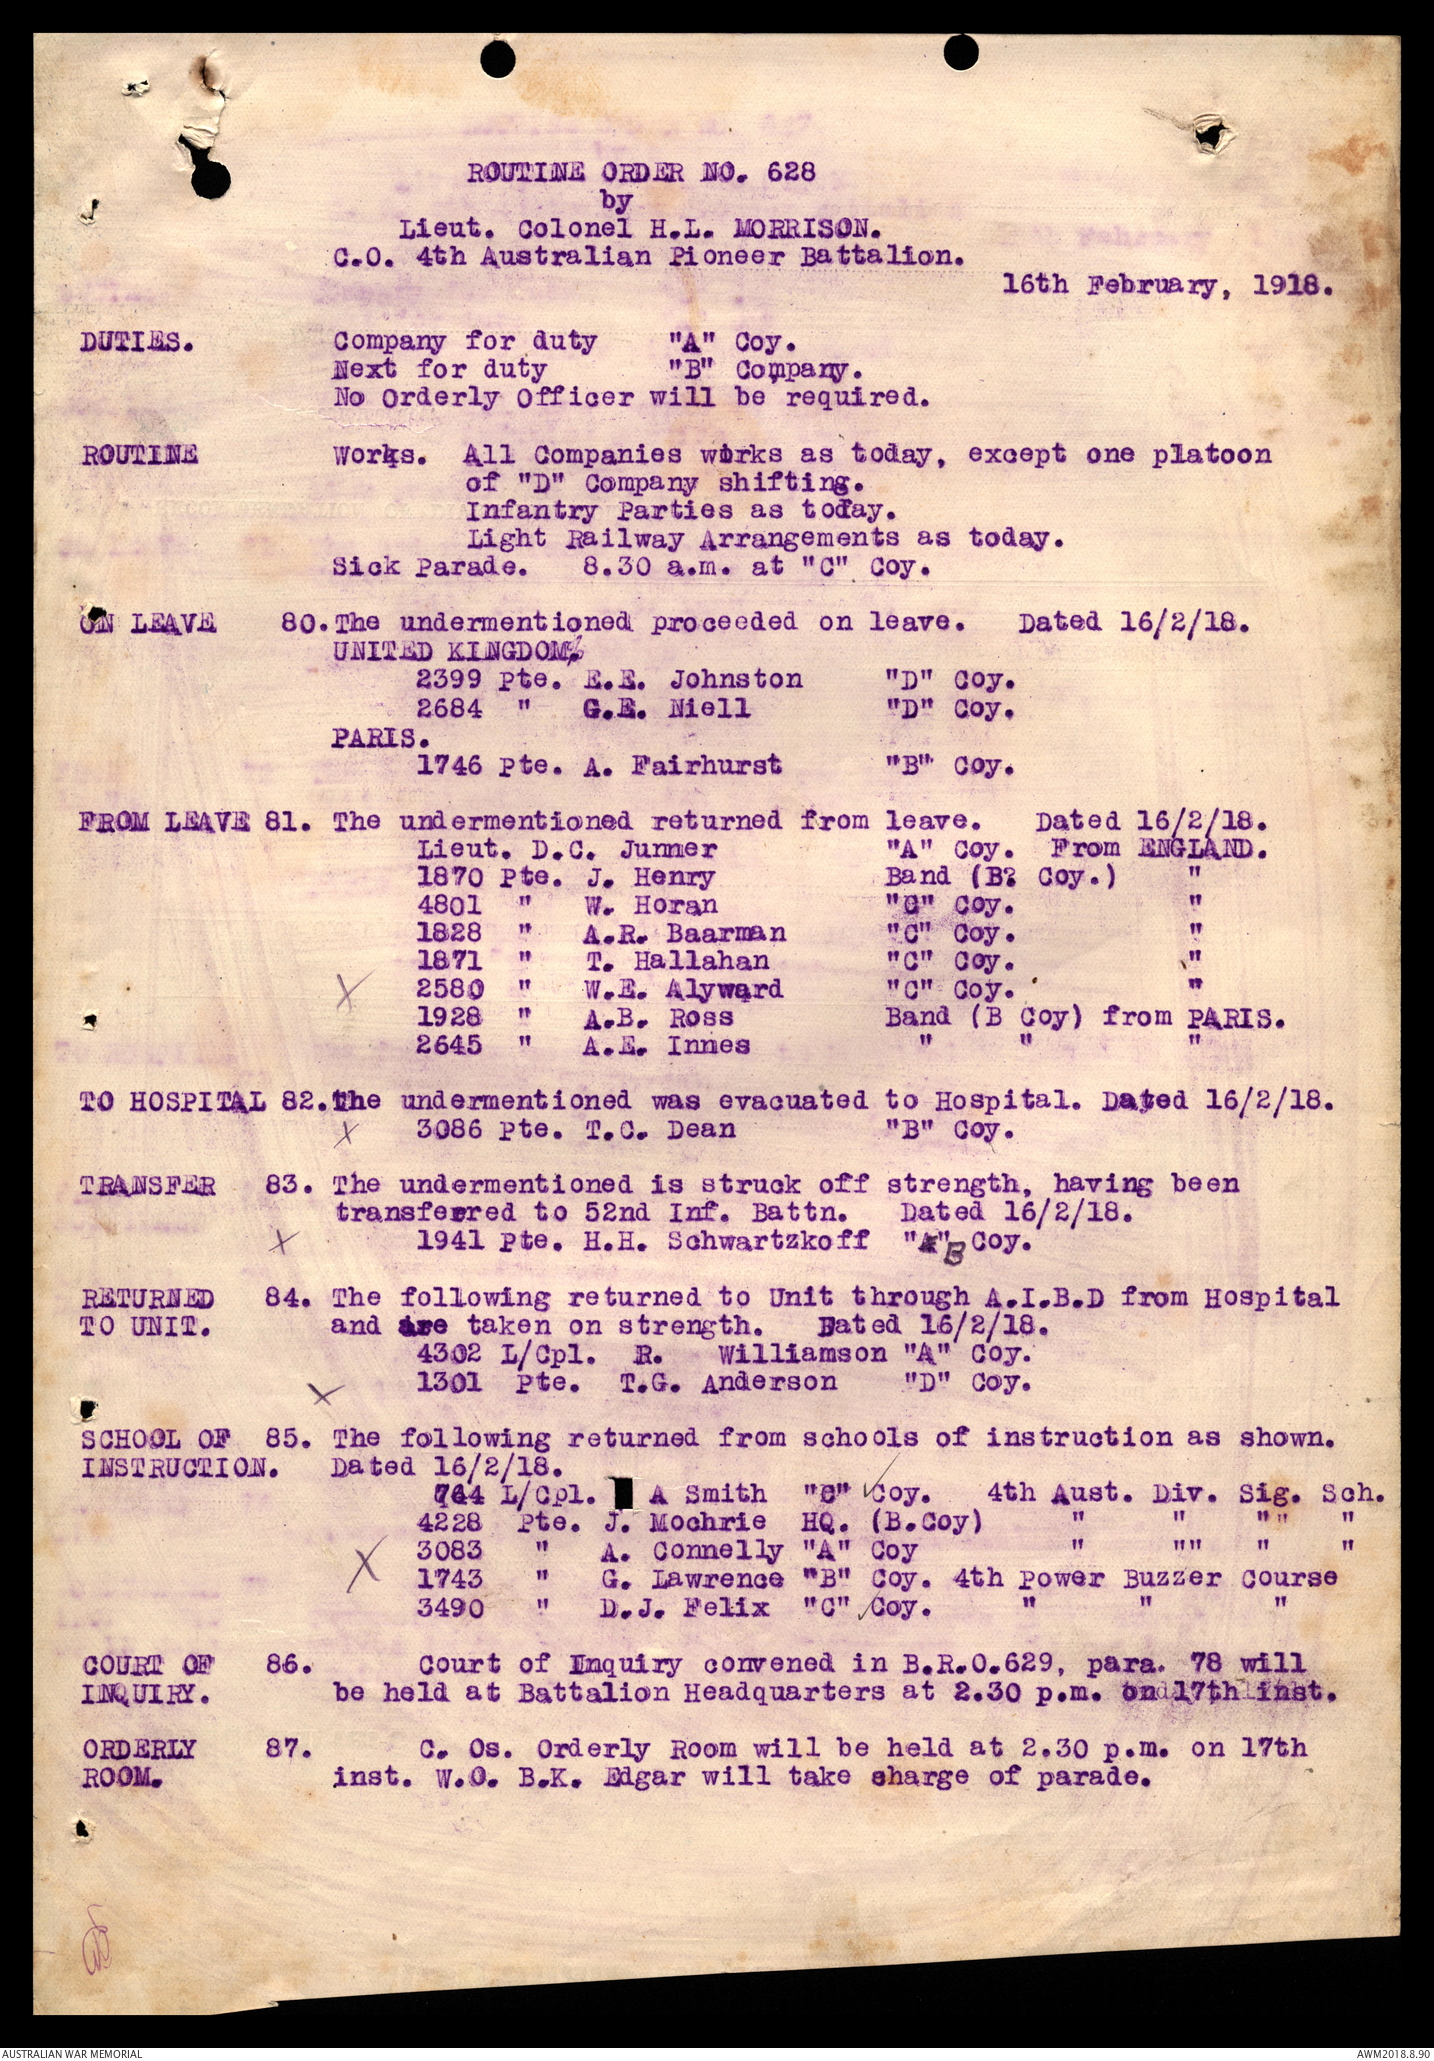 ROUTINE ORDER NO. 628
by
Lieut. Colonel H.L. MORRISON.
C.O. 4th Australian Pioneer Battalion.
16th February, 1918.
DUTIES. Company for duty "A" Coy.
Next for duty "B" Company.
No Orderly Officer will be required.
ROUTINE Works. All Companies works as today, except one platoon
of "D" Company shifting.
Infantry Parties as today.
Light Railway Arrangements as today.
Sick Parade. 8.30 a.m. at "C" Coy.
ON LEAVE 80. The undermentioned proceeded on leave. Dated 16/2/18.
UNITED KINGDOM.
2399 Pte. E.E. Johnston "D" Coy.
2684 " G.E. Niell "D" Coy.
PARIS.
1746 Pte. A. Fairhurst "B" Coy.
FROM LEAVE 81. The undermentioned returned from leave. Dated 16/2/18.
Lieut. D.C. Junner "A" Coy. From ENGLAND.
1870 Pte. J. Henry Band (B? Coy.) "
4801 " W. Horan "C" Coy. "
1828 " A.R. Baarman "C" Coy. "
1871 " T. Hallahan "C" Coy. "
X 2580 " W.E. Alyward "C" Coy. "
1928 " A.B. Ross Band (B Coy) from PARIS.
2645 " A.E. Innes " " "
TO HOSPITAL 82. The undermentioned was evacuated to Hospital. Dated 16/2/18.
X 3086 Pte. T.C. Dean "B" Coy.
TRANSFER 83. The undermentioned is struck off strength, having been
transferred to 52nd Inf. Battn. Dated 16/2/18.
X 1941 Pte. H.H. Schwartzkoff "A" B Coy.
RETURNED 84. The following returned to Unit through A.I.B.D from Hospital
TO UNIT. and are taken on strength. Dated 16/2/18.
4302 L/Cpl. R. Williamson "A" Coy.
X 1301 Pte. T.G. Anderson "D" Coy.
SCHOOL OF 85. The following returned from schools of instruction as shown.
INSTRUCTION. Dated 16/2/18.
L/Cpl. A Smith "C" Coy. 4th Aust. Div. Sig. Sch.
4228 Pte. J. Mochrie HQ. (B.Coy) " " "" "
3083 " A. Connelly "A" Coy " "" " "
X 1743 " G. Lawrence "B" Coy. 4th Power Buzzer Course
3490 " D.J. Felix "C" Coy. " " "
COURT OF 86. Court of Inquiry convened in B.R.O.629, para. 78 will
INQUIRY. be held at Battalion Headquarters at 2.30 p.m. on 17th inst.
ORDERLY 87. C. Os. Orderly Room will be held at 2.30 p.m. on 17th
ROOM. inst. W.O. B.K. Edgar will take charge of parade.
AUSTRALIAN WAR MEMORIAL AWM2018.8.90